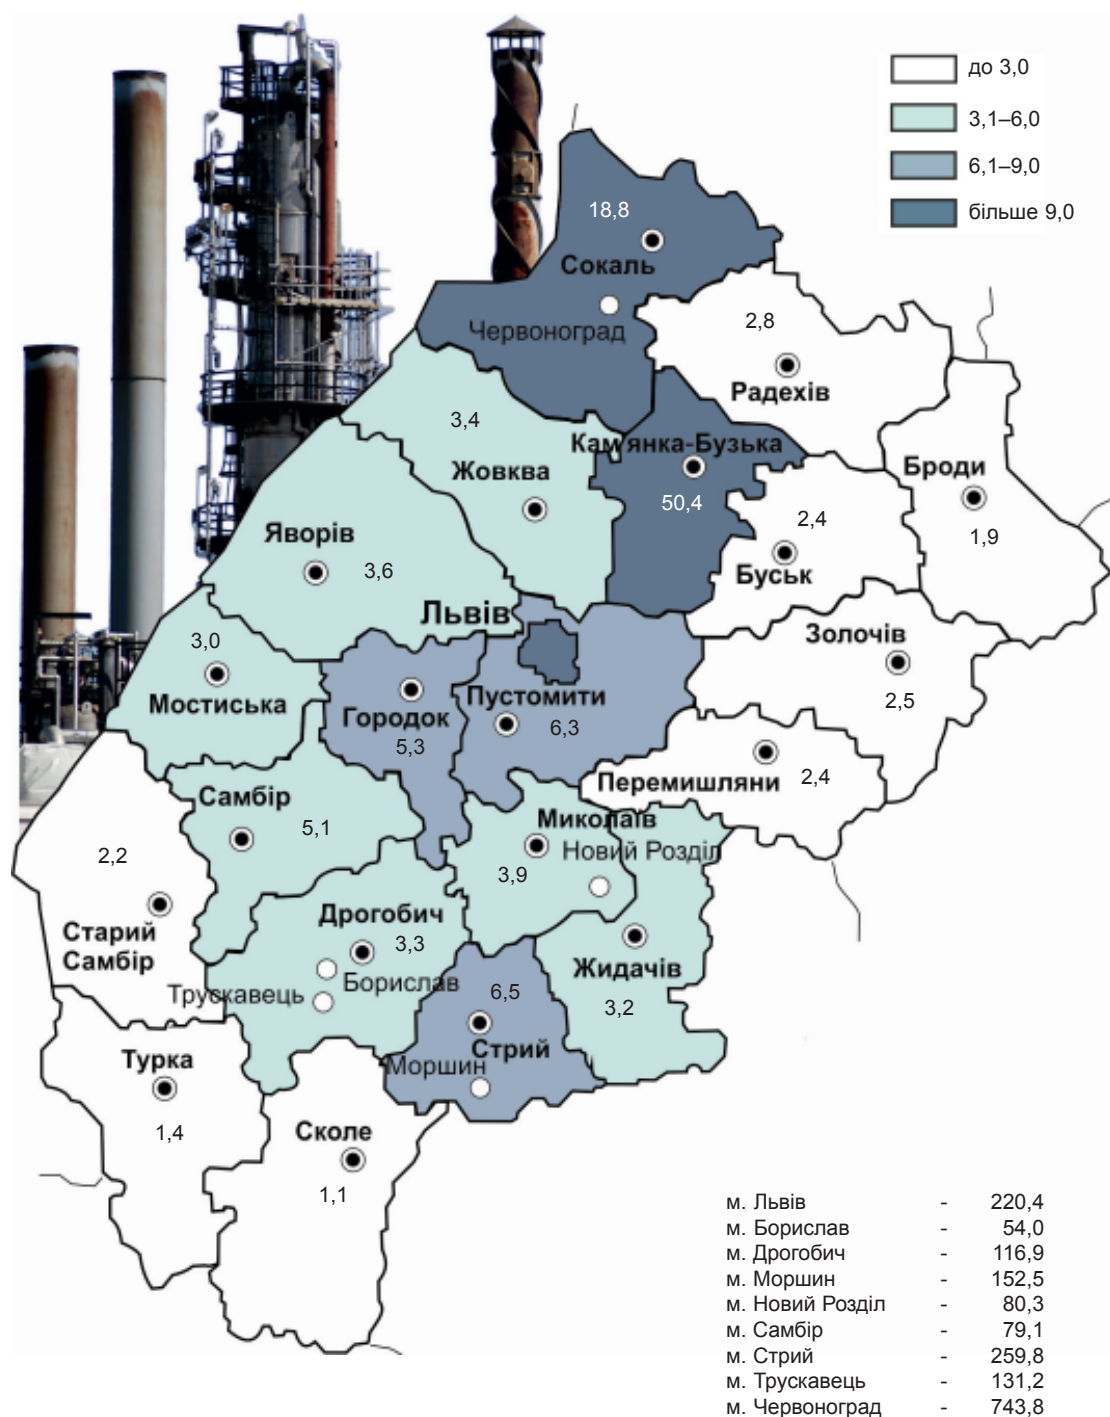 до 3,0
3,1–6,0
6,1–9,0
більше 9,0
18,8
Сокаль
Червоноград
2,8
Радехів
3,4
Жовква
Кам'янка-Бузька
50,4
Броди
1,9
2,4
Буськ
Яворів
3,6
Львів
Золочів
2,5
3,0
Мостиська
Городок
5,3
Пустомити
6,3
Перемишляни
2,4
Самбір
5,1
Миколаїв
Новий Розділ
3,9
2,2
Старий
Самбір
Дрогобич
3,3
Борислав
Трускавець
Жидачів
3,2
6,5
Стрий
Моршин
Турка
1,4
Сколе
1,1
м. Львів - 220,4
м. Борислав - 54,0
м. Дрогобич - 116,9
м. Моршин - 152,5
м. Новий Розділ - 80,3
м. Самбір - 79,1
м. Стрий - 259,8
м. Трускавець - 131,2
м. Червоноград - 743,8